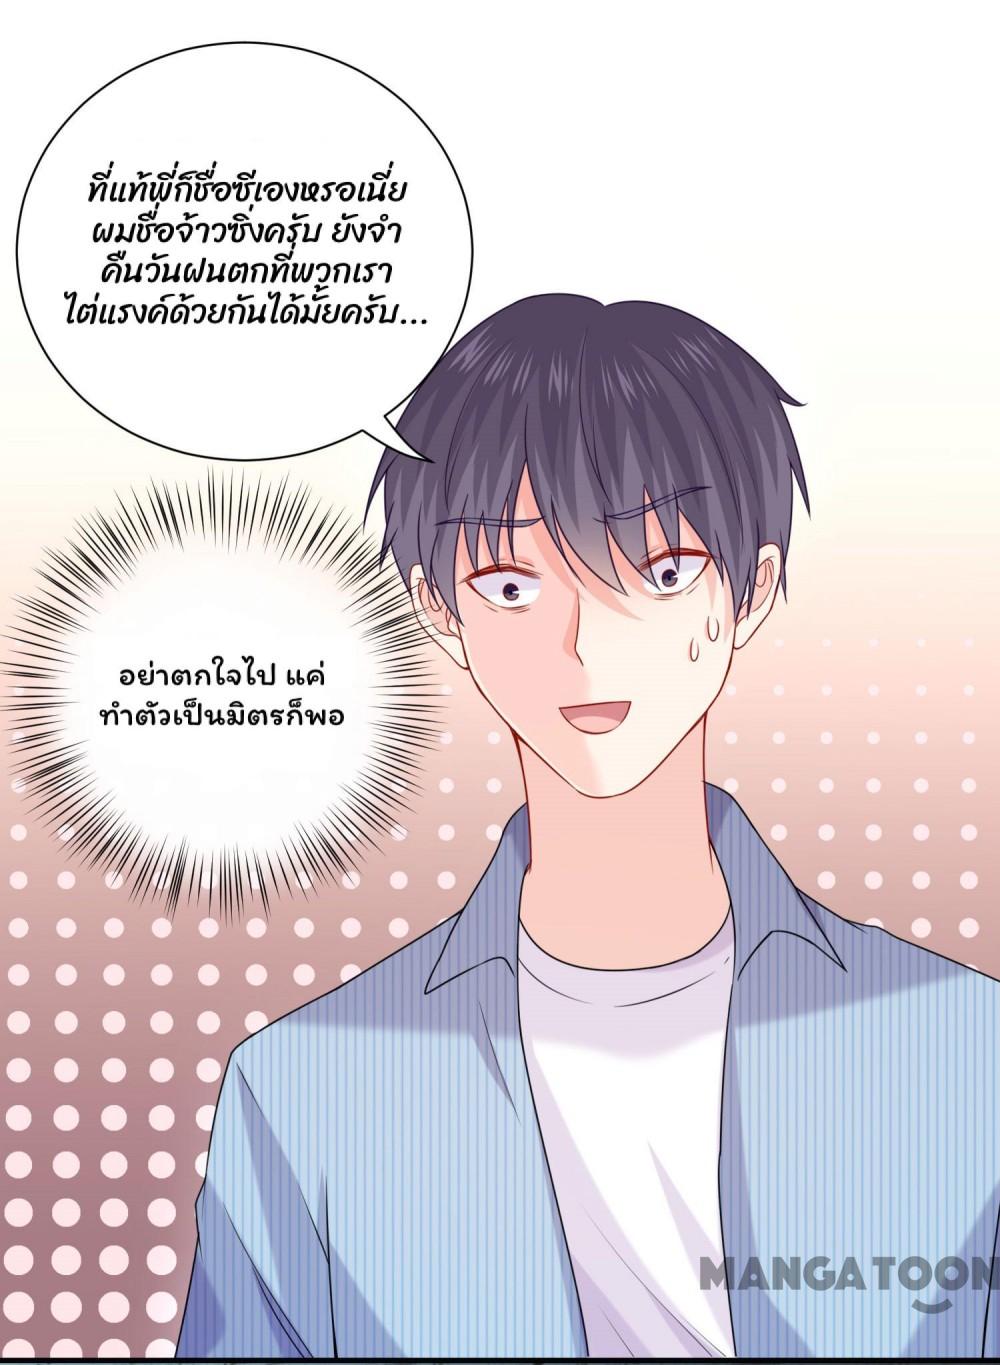 ที่แท้พี่ก็ชื่อซีเองหรอเนี่ย
ผมชื่อจ้าวซิ่งครับ ยังจำ
คืนวันฝนตกที่พวกเรา
ไต่แรงค์ด้วยกันได้มั้ยครับ...
อย่าตกใจไป แค่
ทำตัวเป็นมิตรก็พอ
MANGATOON